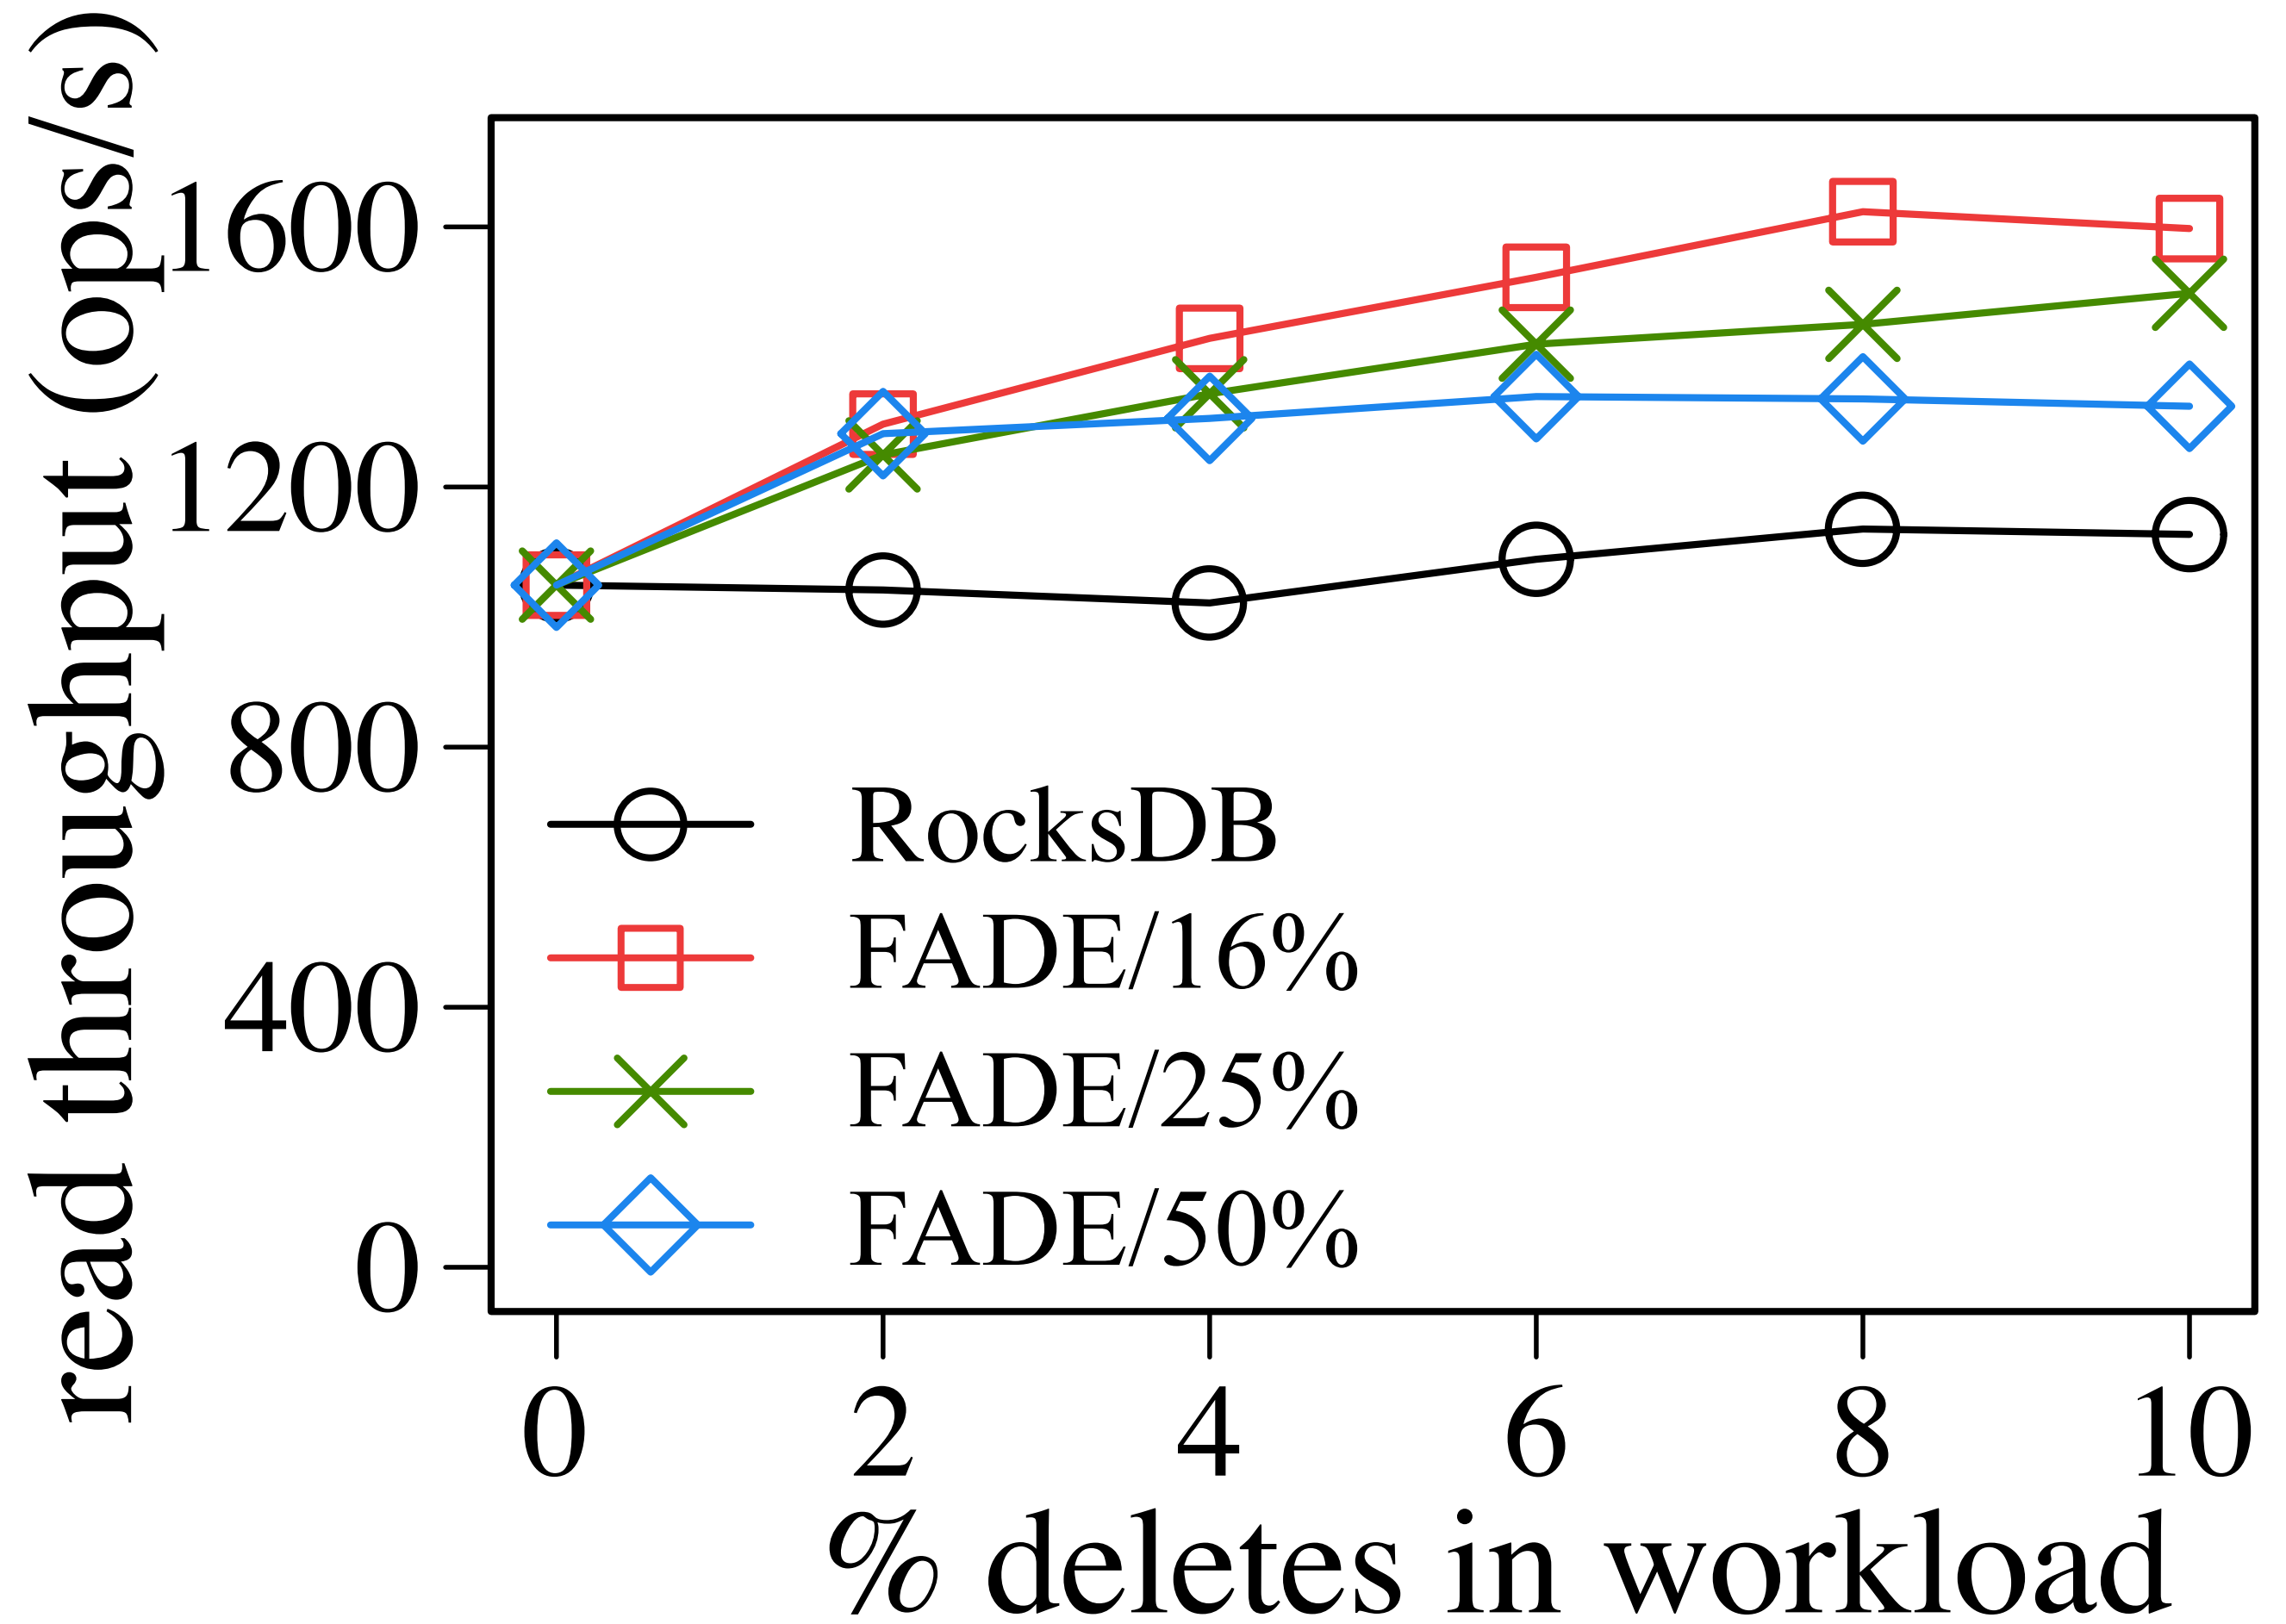 read throughput (ops/s)
1600
1200
800
400
0
RocksDB
FADE/16%
FADE/25%
FADE/50%
0 2 4 6 8 10
% deletes in workload